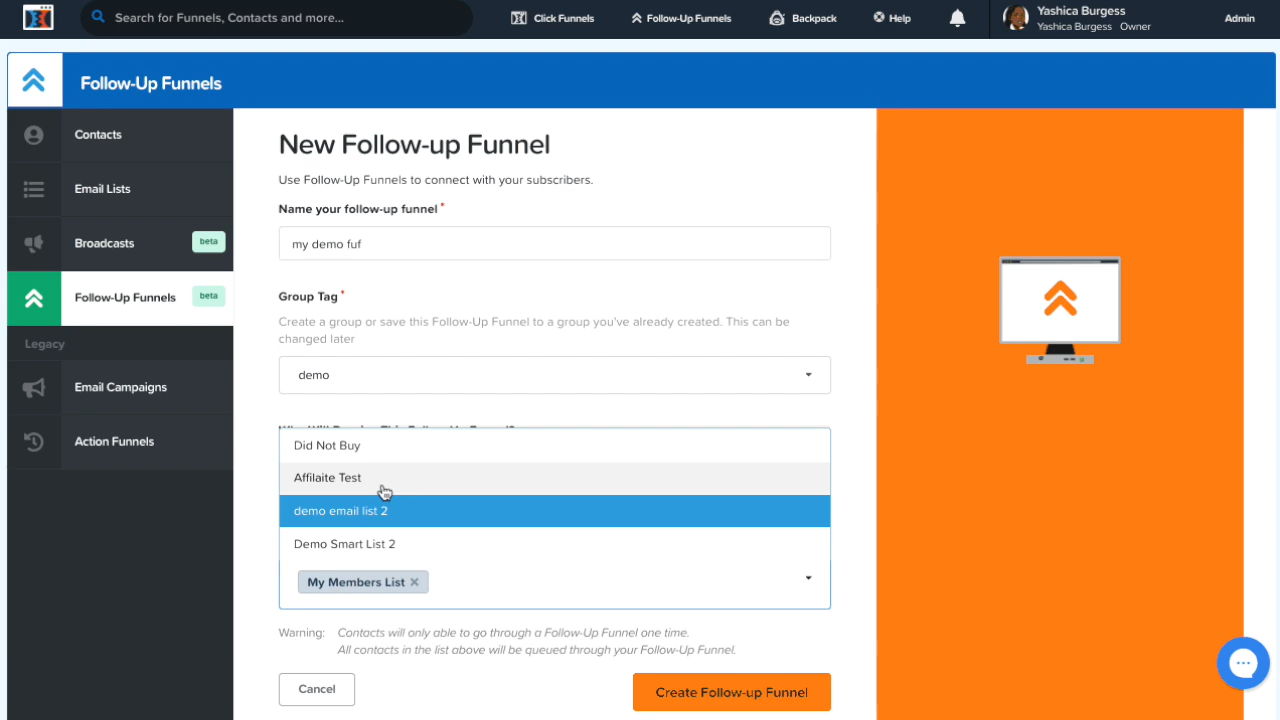 Search for Funnels, Contacts and more...
Click Funnels
Follow-Up Funnels
Backpack
Help
Yashica Burgess
Yashica Burgess Owner
Admin
Follow-Up Funnels
Contacts
Email Lists
Broadcasts
beta
Follow-Up Funnels
beta
Legacy
Email Campaigns
Action Funnels
New Follow-up Funnel
Use Follow-Up Funnels to connect with your subscribers.
Name your follow-up funnel *
my demo fuf
Group Tag *
Create a group or save this Follow-Up Funnel to a group you've already created. This can be
changed later
demo
Did Not Buy
Affilaite Test
demo email list 2
Demo Smart List 2
My Members List ×
Warning: Contacts will only able to go through a Follow-Up Funnel one time.
All contacts in the list above will be queued through your Follow-Up Funnel.
Cancel
Create Follow-up Funnel